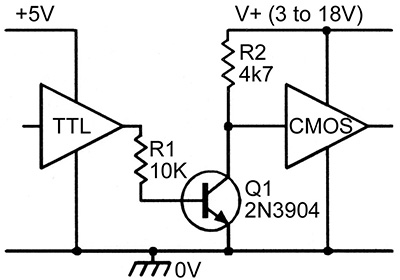 +5V
V+ (3 to 18V)
R2
4k7
TTL
CMOS
R1
10K
Q1
2N3904
0V